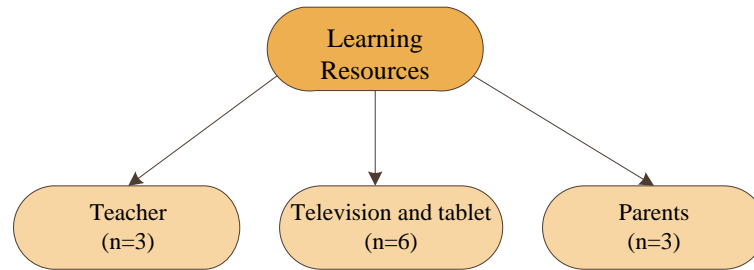 Learning
Resources
Teacher
(n=3)
Television and tablet
(n=6)
Parents
(n=3)